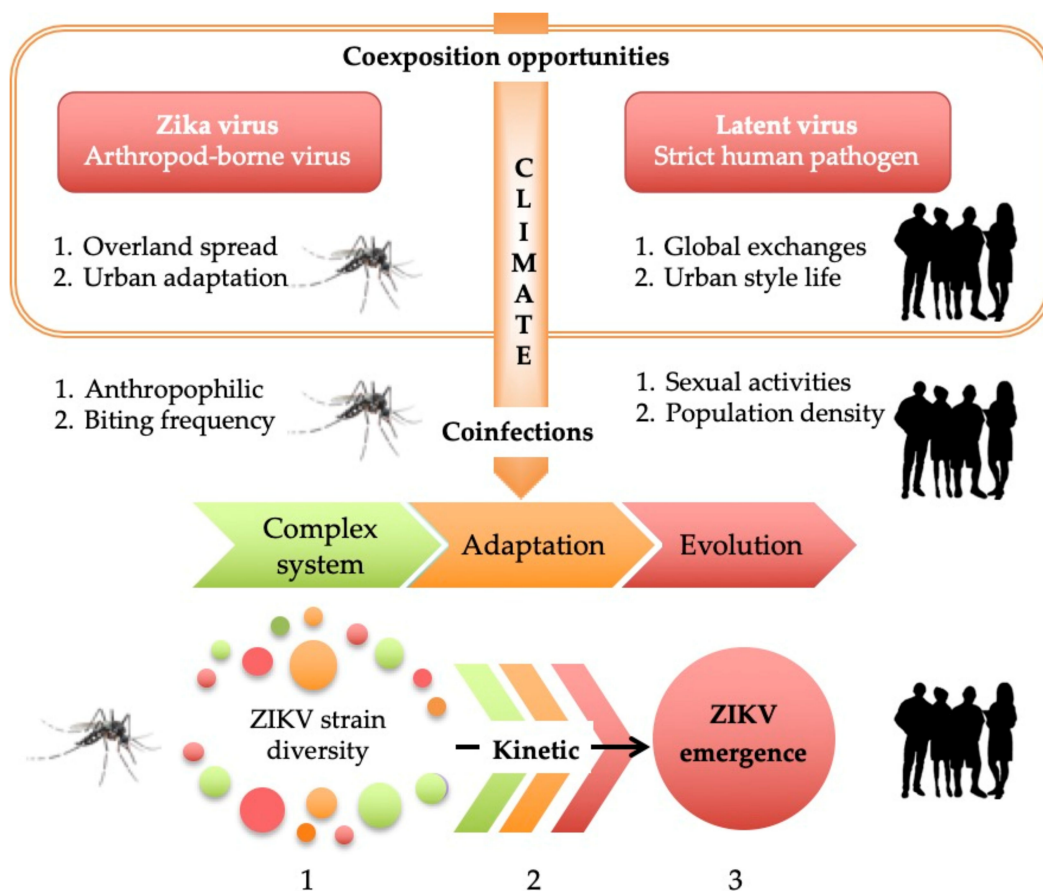 Coexposition opportunities
Zika virus
Arthropod-borne virus
Latent virus
Strict human pathogen
C
L
I
M
A
T
E
1. Overland spread
2. Urban adaptation
1. Global exchanges
2. Urban style life
1. Anthropophilic
2. Biting frequency
1. Sexual activities
2. Population density
Coinfections
Complex
system
Adaptation
Evolution
ZIKV strain
diversity
Kinetic
ZIKV
emergence
1
2
3